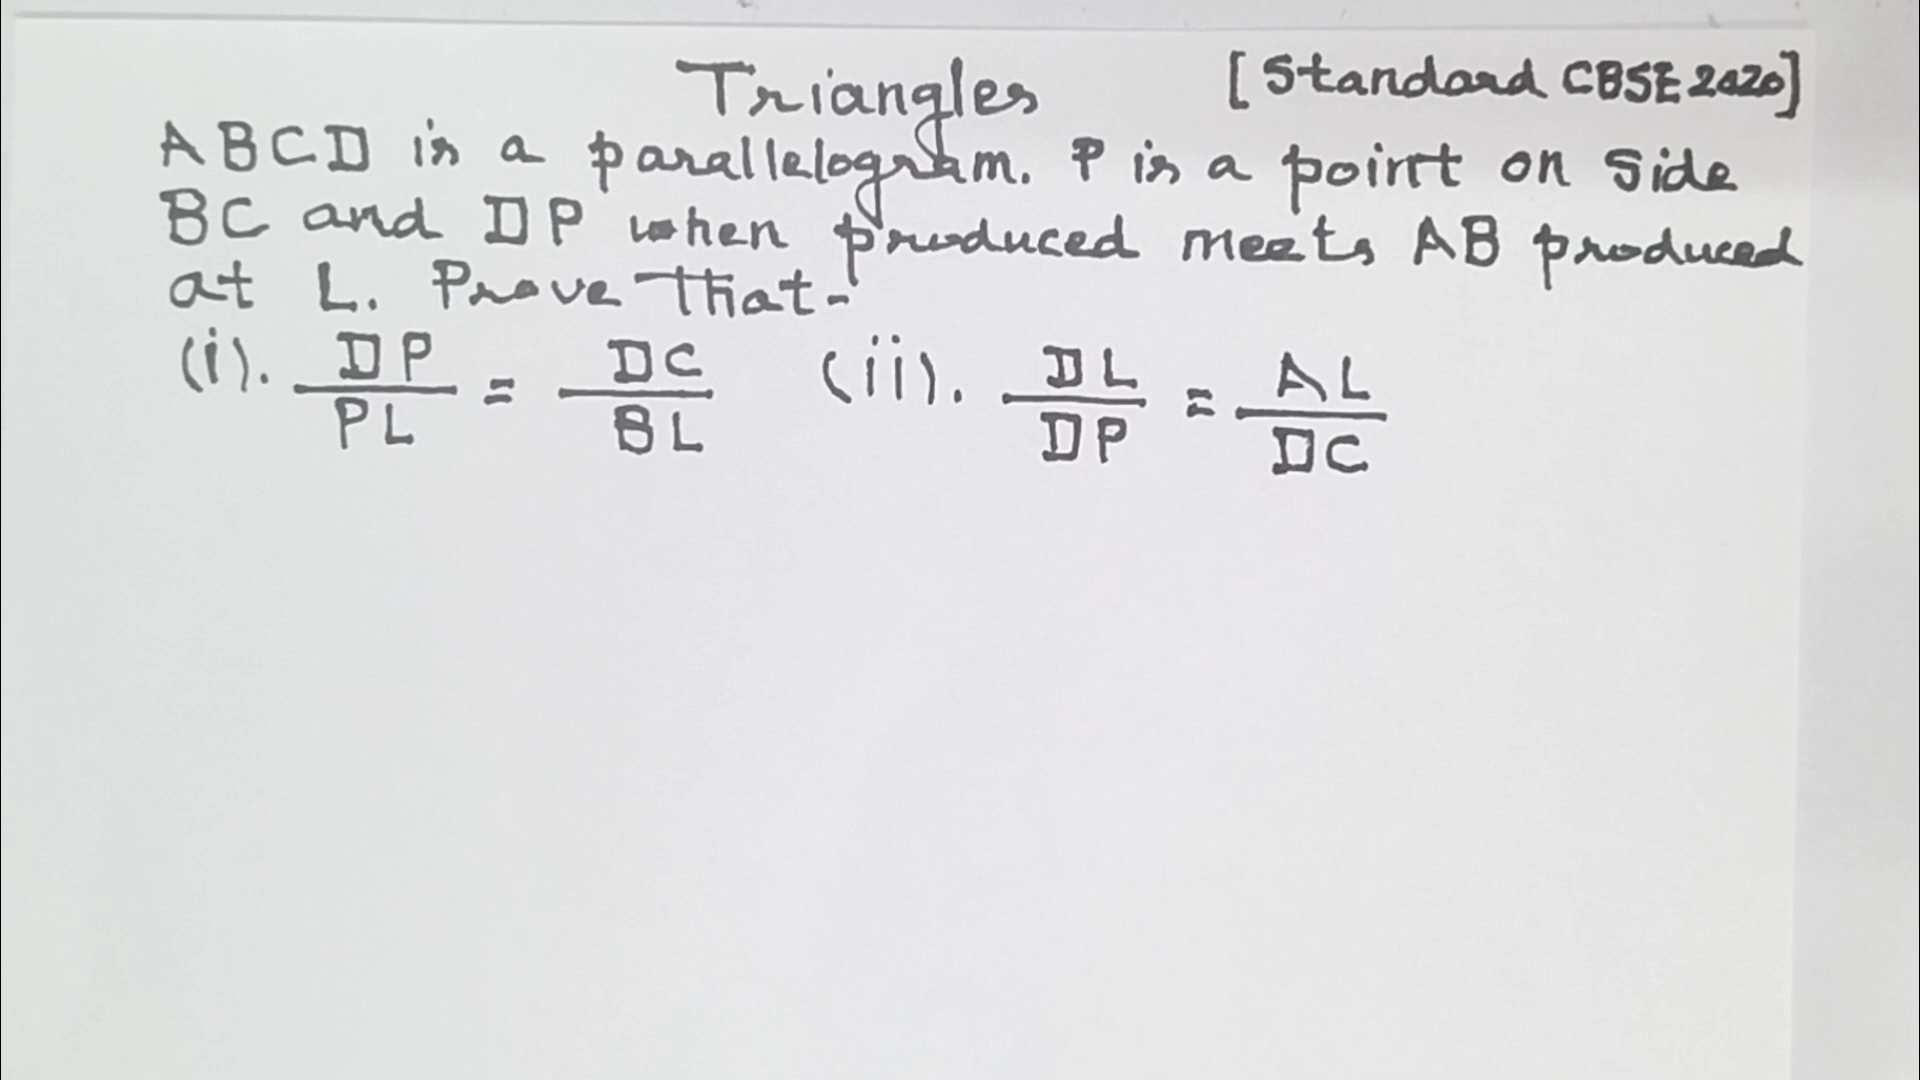 Triangles [Standard CBSE 2020]
ABCD is a parallelogram. P is a point on Side
BC and DP when produced meets AB produced
at L. Prove That-
(i). DP/PL = DC/BL (ii). DL/DP = AL/DC